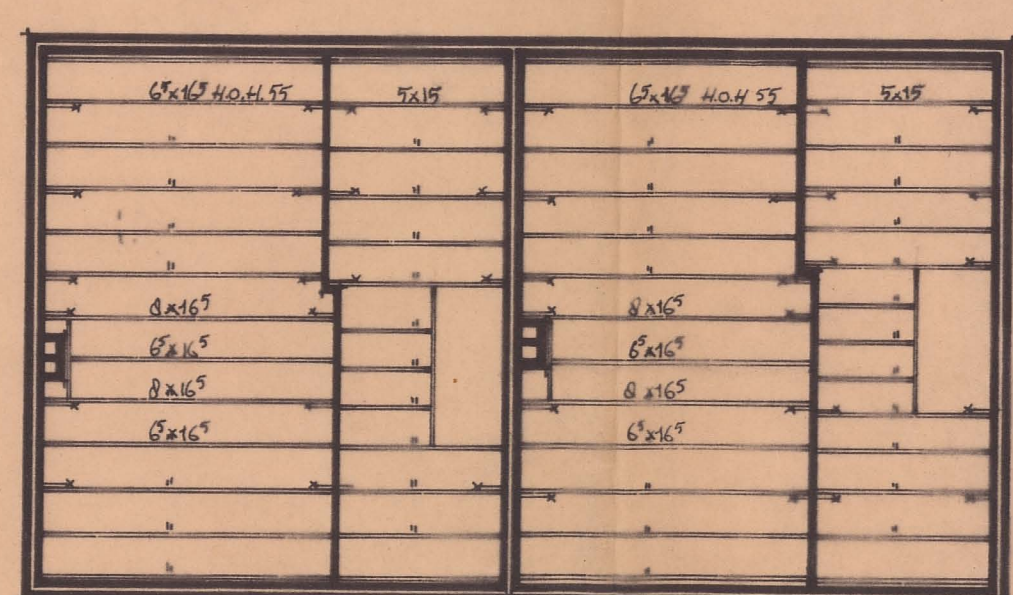 6⁵x16⁵ H.O.H. 55 5x15 6⁵x16⁵ H.O.H 55 5x15
" " " "
" " " "
" " " "
" " " "
8x16⁵ 8x16⁵
" "
6⁵x16⁵ " 6⁵x16⁵ "
8x16⁵ " 8x16⁵ "
6⁵x16⁵ " 6⁵x16⁵ "
" " " "
" " " "
" "